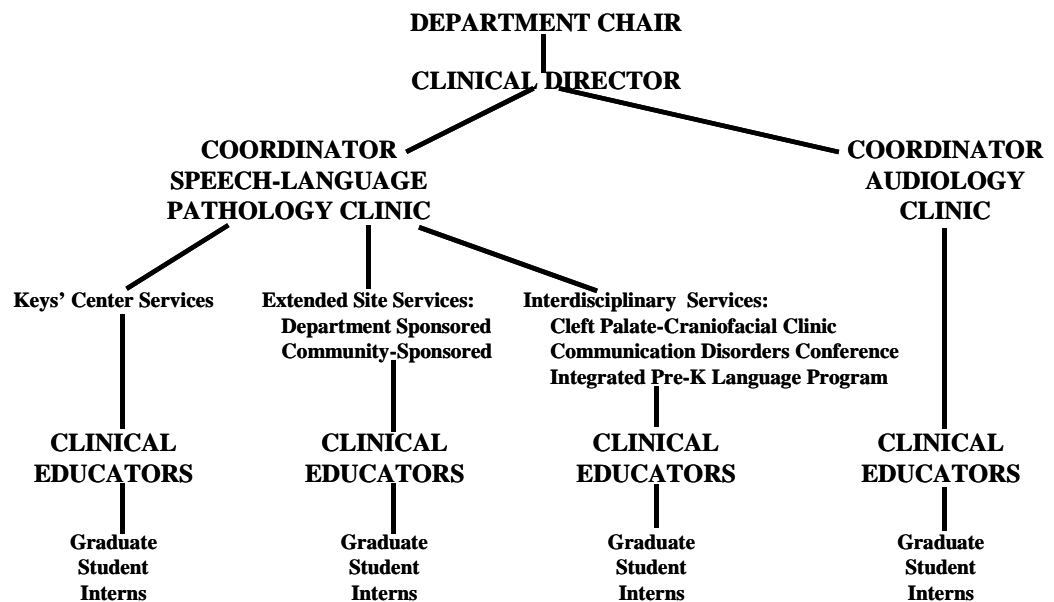 DEPARTMENT CHAIR
CLINICAL DIRECTOR
COORDINATOR
SPEECH-LANGUAGE
PATHOLOGY CLINIC
COORDINATOR
AUDIOLOGY
CLINIC
Keys' Center Services
Extended Site Services:
Department Sponsored
Community-Sponsored
Interdisciplinary Services:
Cleft Palate-Craniofacial Clinic
Communication Disorders Conference
Integrated Pre-K Language Program
CLINICAL
EDUCATORS
CLINICAL
EDUCATORS
CLINICAL
EDUCATORS
CLINICAL
EDUCATORS
Graduate
Student
Interns
Graduate
Student
Interns
Graduate
Student
Interns
Graduate
Student
Interns